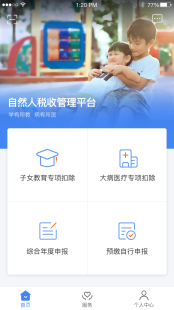 1:20 PM
77%
自然人税收管理平台
学有所教 病有所医
子女教育专项扣除
大病医疗专项扣除
综合年度申报
预缴自行申报
首页
服务
个人中心